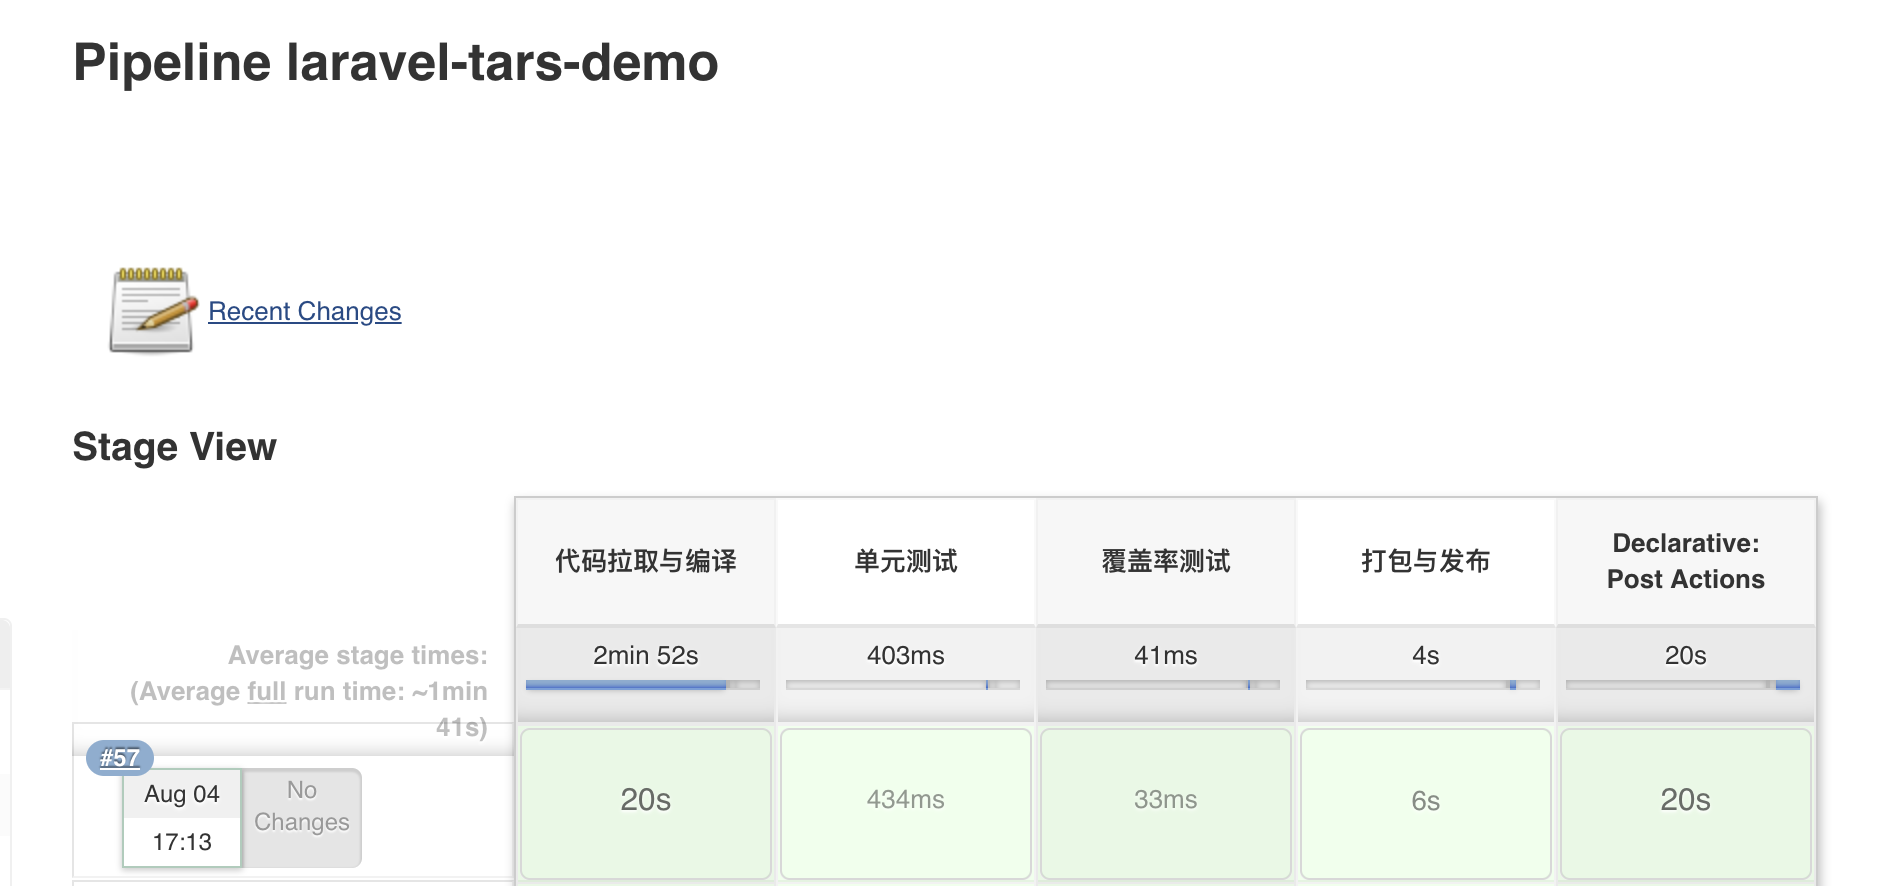 Pipeline laravel-tars-demo
Recent Changes
Stage View
代码拉取与编译
单元测试
覆盖率测试
打包与发布
Declarative:
Post Actions
Average stage times:
(Average full run time: ~1min
41s)
2min 52s
403ms
41ms
4s
20s
#57
Aug 04
17:13
No
Changes
20s
434ms
33ms
6s
20s